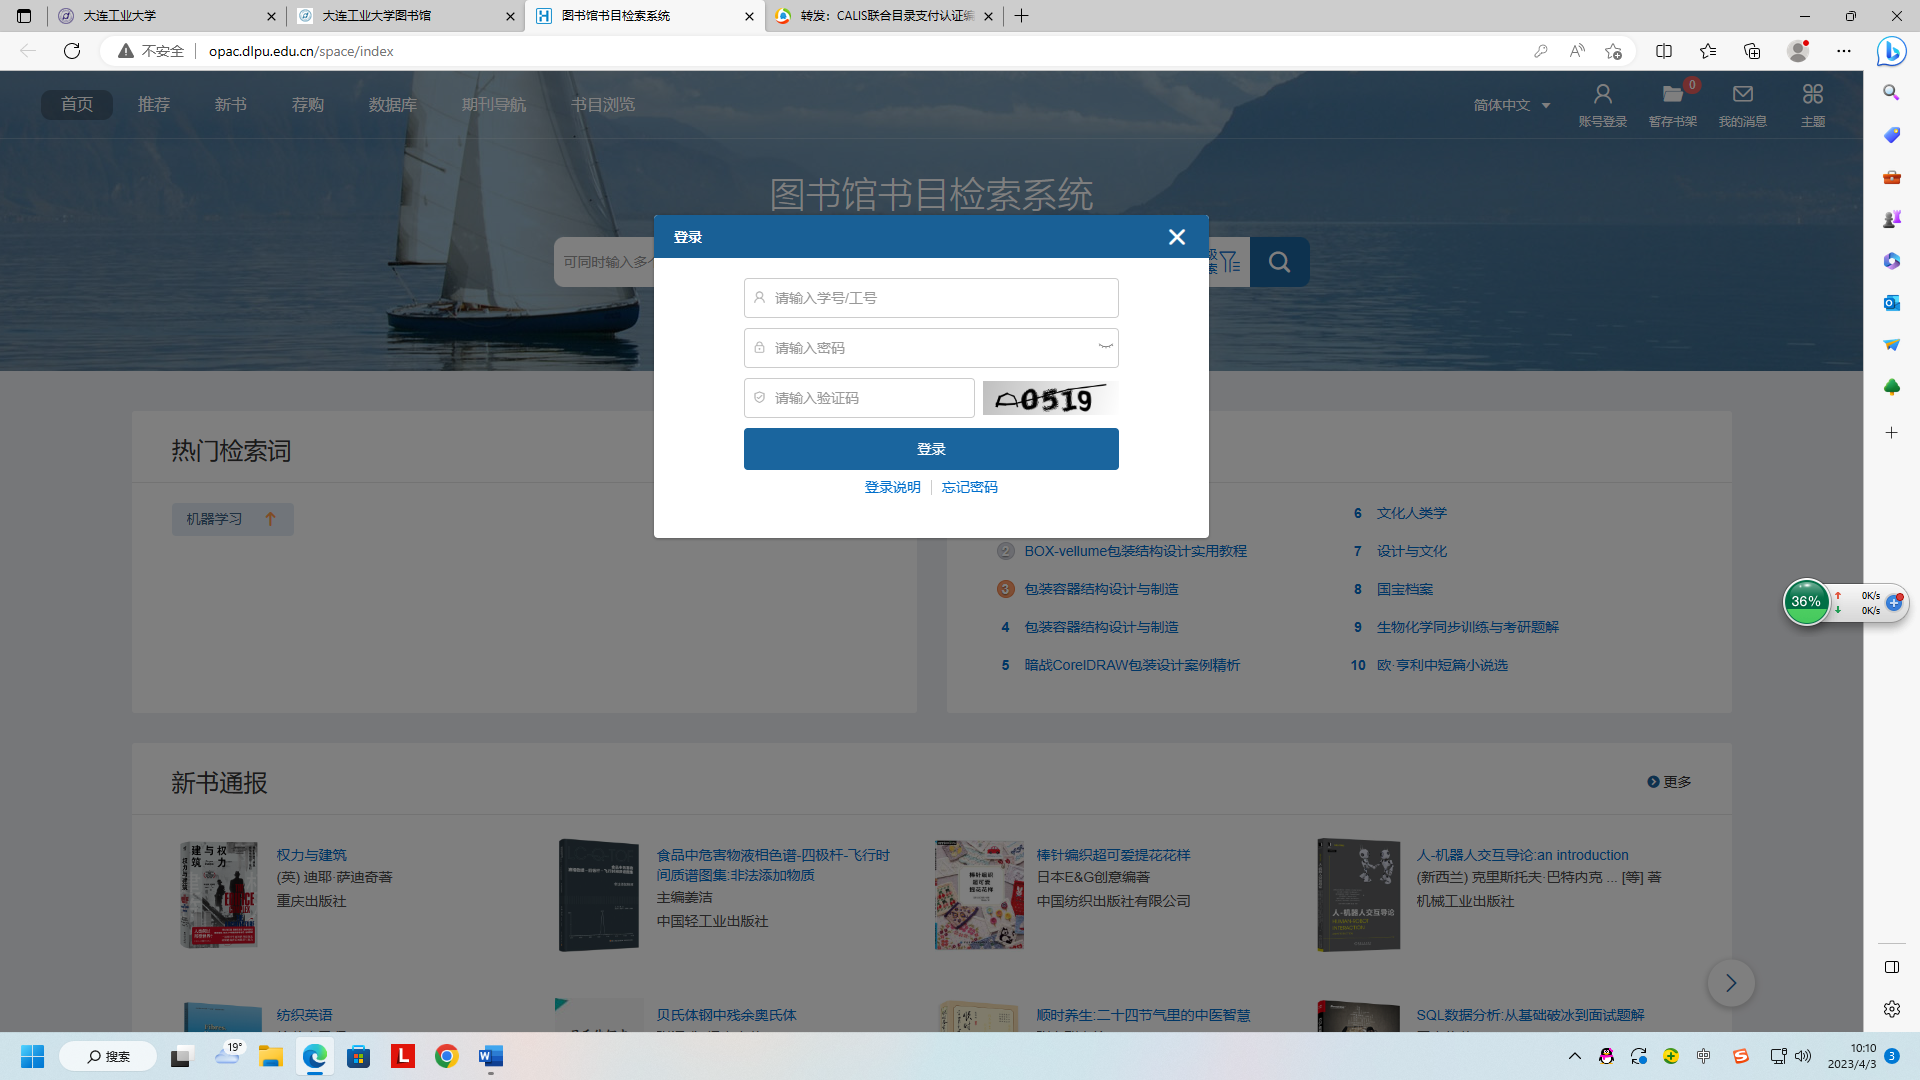 大连工业大学
大连工业大学图书馆
图书馆书目检索系统
转发：CALIS联合目录支付认证编
不安全
opac.dlpu.edu.cn/space/index
首页
推荐
新书
荐购
数据库
期刊导航
书目浏览
简体中文
账号登录
0
暂存书架
我的消息
主题
图书馆书目检索系统
可同时输入多个
登录
请输入学号/工号
请输入密码
请输入验证码
0519
登录
登录说明
忘记密码
热门检索词
机器学习
2 BOX-vellume包装结构设计实用教程
3 包装容器结构设计与制造
4 包装容器结构设计与制造
5 暗战CorelDRAW包装设计案例精析
6 文化人类学
7 设计与文化
8 国宝档案
9 生物化学同步训练与考研题解
10 欧·亨利中短篇小说选
36%
0K/s
0K/s
新书通报
更多
权力与建筑
(英) 迪耶·萨迪奇著
重庆出版社
食品中危害物液相色谱-四极杆-飞行时
间质谱图集:非法添加物质
主编姜洁
中国轻工业出版社
棒针编织超可爱提花花样
日本E&G创意编著
中国纺织出版社有限公司
人-机器人交互导论:an introduction
(新西兰) 克里斯托夫·巴特内克 ... [等] 著
机械工业出版社
人-机器人交互导论
纺织英语
贝氏体钢中残余奥氏体
顺时养生:二十四节气里的中医智慧
SQL数据分析:从基础破冰到面试题解
搜索
19°
中
10:10
2023/4/3
3